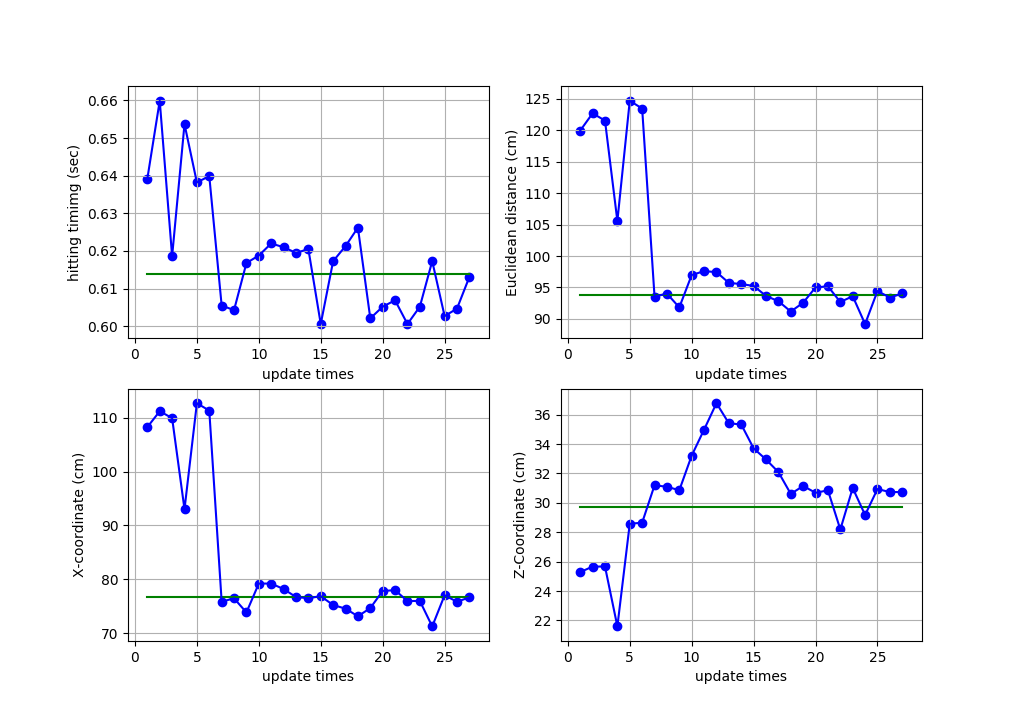 hitting timimg (sec)
0.66
0.65
0.64
0.63
0.62
0.61
0.60
0 5 10 15 20 25
update times
Euclidean distance (cm)
125
120
115
110
105
100
95
90
0 5 10 15 20 25
update times
X-coordinate (cm)
110
100
90
80
70
0 5 10 15 20 25
update times
Z-Coordinate (cm)
36
34
32
30
28
26
24
22
0 5 10 15 20 25
update times